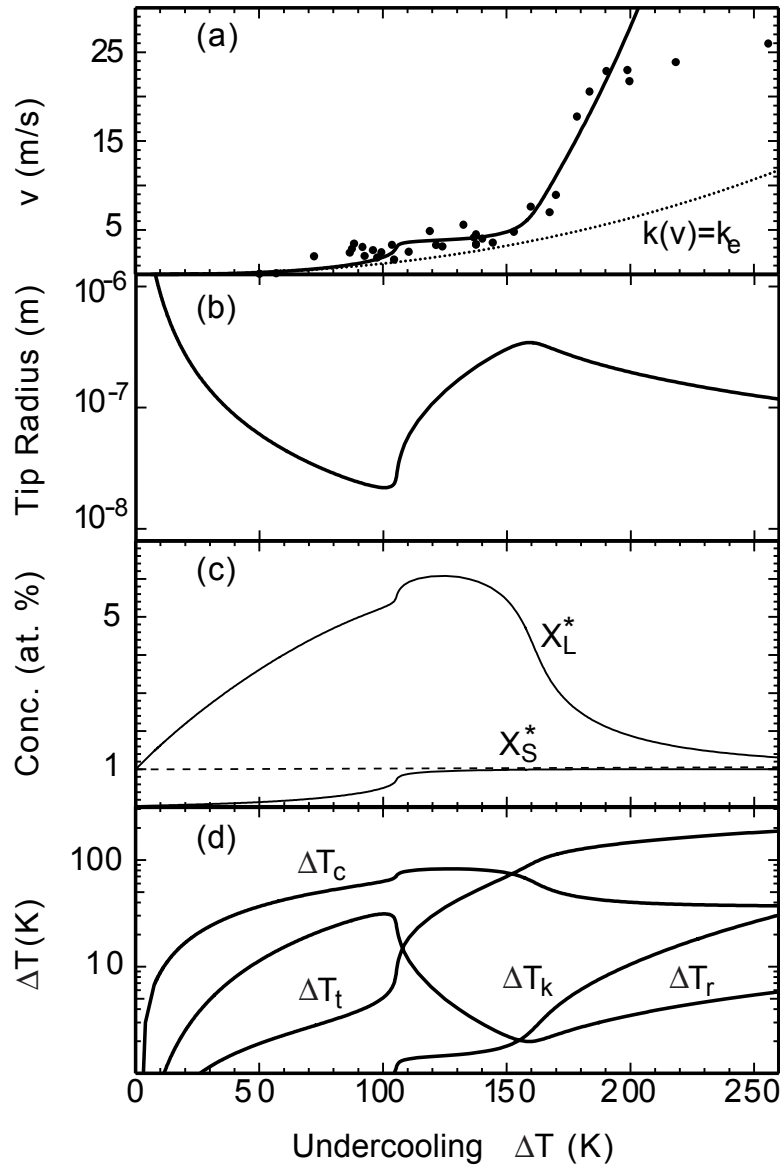 (a)
25
15
5
v (m/s)
k(v)=kₑ
(b)
10⁻⁶
10⁻⁷
10⁻⁸
Tip Radius (m)
(c)
5
1
Conc. (at. %)
X*L
X*S
(d)
100
10
ΔT(K)
ΔTc
ΔTt
ΔTk
ΔTr
0 50 100 150 200 250
Undercooling ΔT (K)